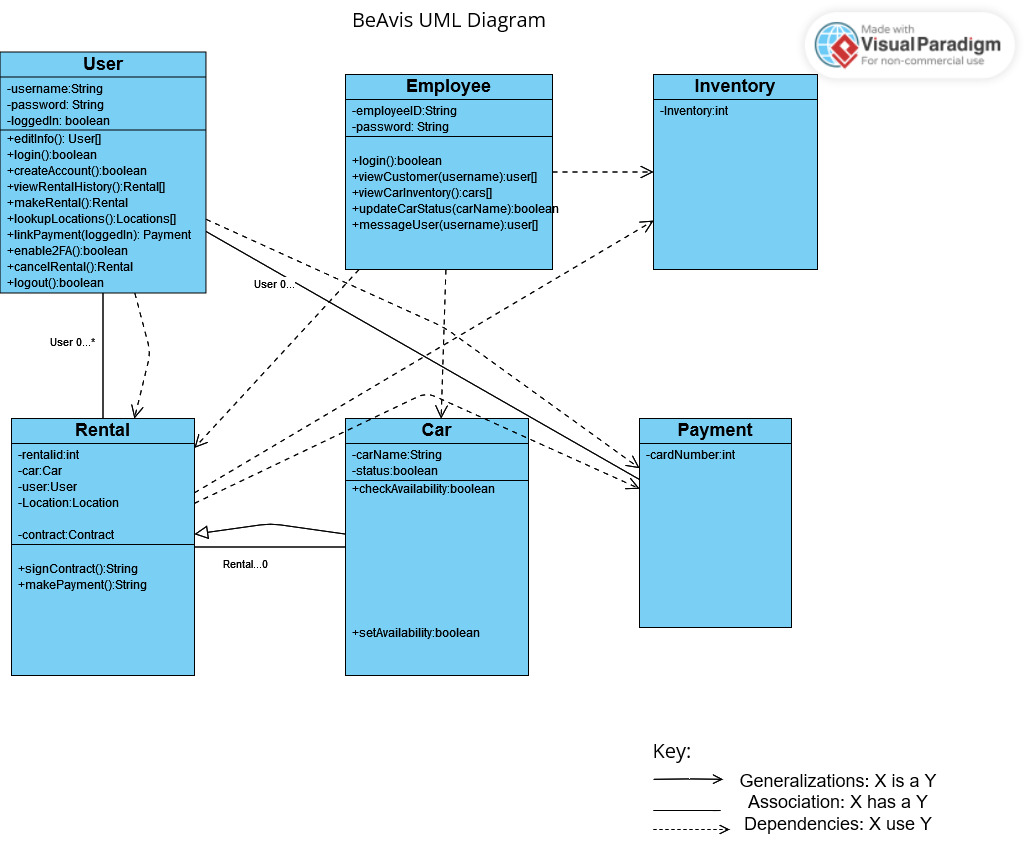 BeAvis UML Diagram
Made with
Visual Paradigm
For non-commercial use
User
-username:String
-password: String
-loggedIn: boolean
+editInfo(): User[]
+login():boolean
+createAccount():boolean
+viewRentalHistory():Rental[]
+makeRental():Rental
+lookupLocations():Locations[]
+linkPayment(loggedIn): Payment
+enable2FA():boolean
+cancelRental():Rental
+logout():boolean
Employee
-employeeID:String
-password: String
+login():boolean
+viewCustomer(username):user[]
+viewCarInventory():cars[]
+updateCarStatus(carName):boolean
+messageUser(username):user[]
Inventory
-Inventory:int
User 0...
User 0...*
Rental
-rentalid:int
-car:Car
-user:User
-Location:Location
-contract:Contract
+signContract():String
+makePayment():String
Rental...0
Car
-carName:String
-status:boolean
+checkAvailability:boolean
+setAvailability:boolean
Payment
-cardNumber:int
Key:
Generalizations: X is a Y
Association: X has a Y
Dependencies: X use Y